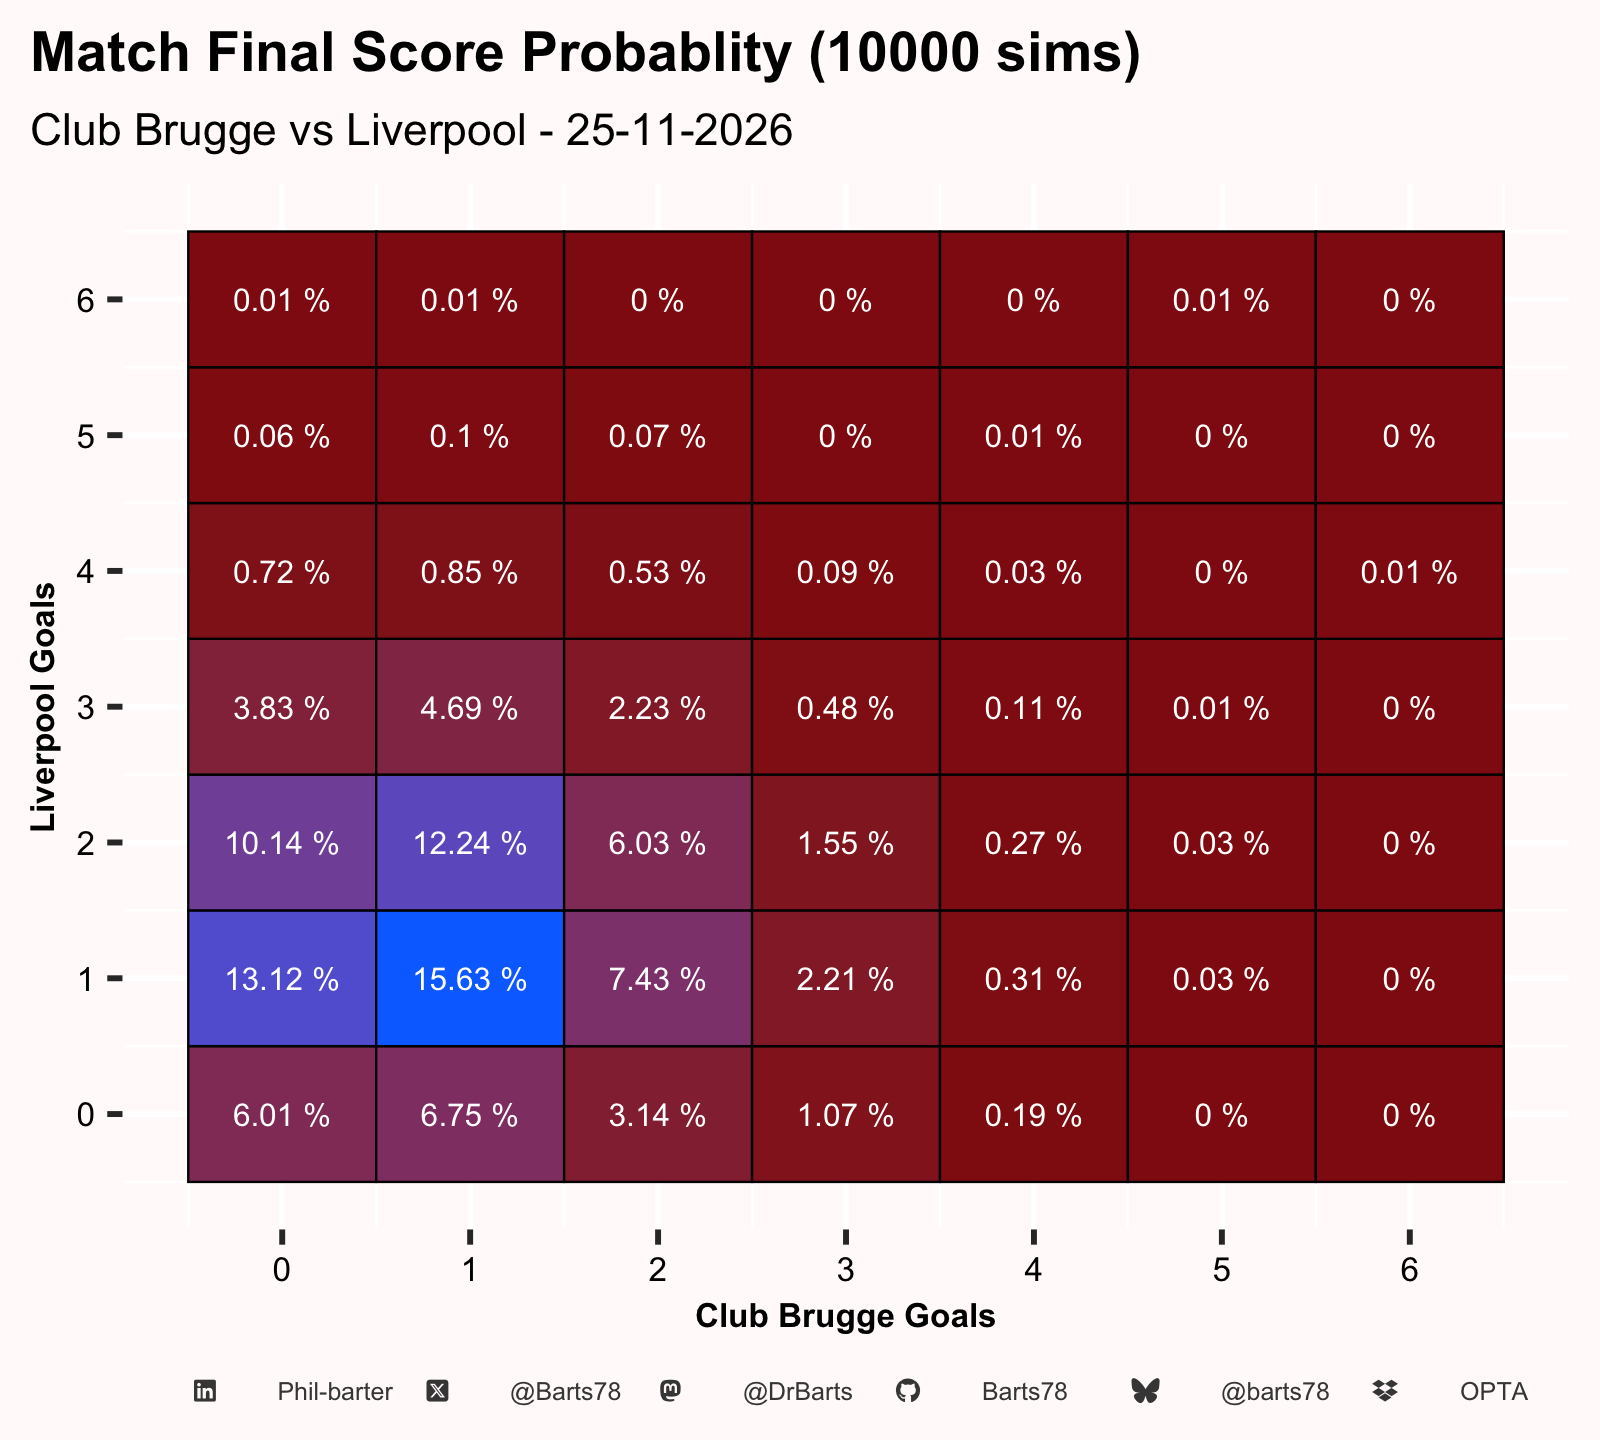 Match Final Score Probablity (10000 sims)
Club Brugge vs Liverpool - 25-11-2026
Liverpool Goals
6 0.01 % 0.01 % 0 % 0 % 0 % 0.01 % 0 %
5 0.06 % 0.1 % 0.07 % 0 % 0.01 % 0 % 0 %
4 0.72 % 0.85 % 0.53 % 0.09 % 0.03 % 0 % 0.01 %
3 3.83 % 4.69 % 2.23 % 0.48 % 0.11 % 0.01 % 0 %
2 10.14 % 12.24 % 6.03 % 1.55 % 0.27 % 0.03 % 0 %
1 13.12 % 15.63 % 7.43 % 2.21 % 0.31 % 0.03 % 0 %
0 6.01 % 6.75 % 3.14 % 1.07 % 0.19 % 0 % 0 %
0 1 2 3 4 5 6
Club Brugge Goals
Phil-barter @Barts78 @DrBarts Barts78 @barts78 OPTA